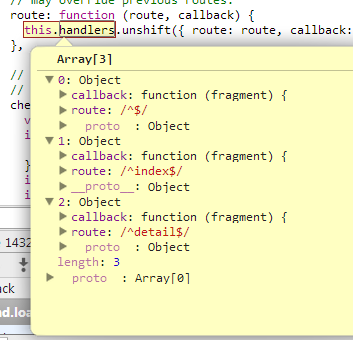 // may override previous routes.
route: function (route, callback) {
this.handlers.unshift({ route: route, callback:
},
Array[3]
▼ 0: Object
▶ callback: function (fragment) {
▶ route: /^$/
▶ __proto__: Object
▼ 1: Object
▶ callback: function (fragment) {
▶ route: /^index$/
▶ __proto__: Object
▼ 2: Object
▶ callback: function (fragment) {
▶ route: /^detail$/
▶ __proto__: Object
length: 3
▶ __proto__: Array[0]
//
//
che
v
i
}
i
i
1432
ck
nd.loa